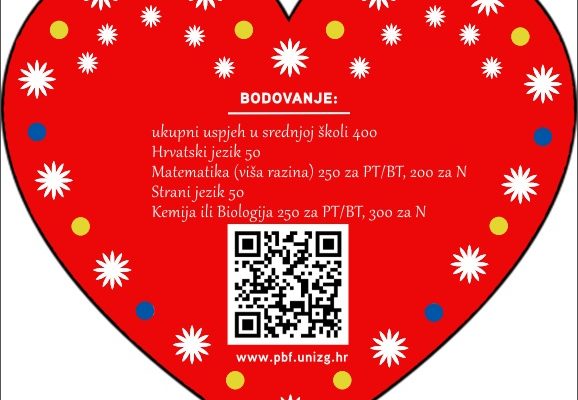 BODOVANJE:
ukupni uspjeh u srednjoj školi 400
Hrvatski jezik 50
Matematika (viša razina) 250 za PT/BT, 200 za N
Strani jezik 50
Kemija ili Biologija 250 za PT/BT, 300 za N
www.pbf.unizg.hr